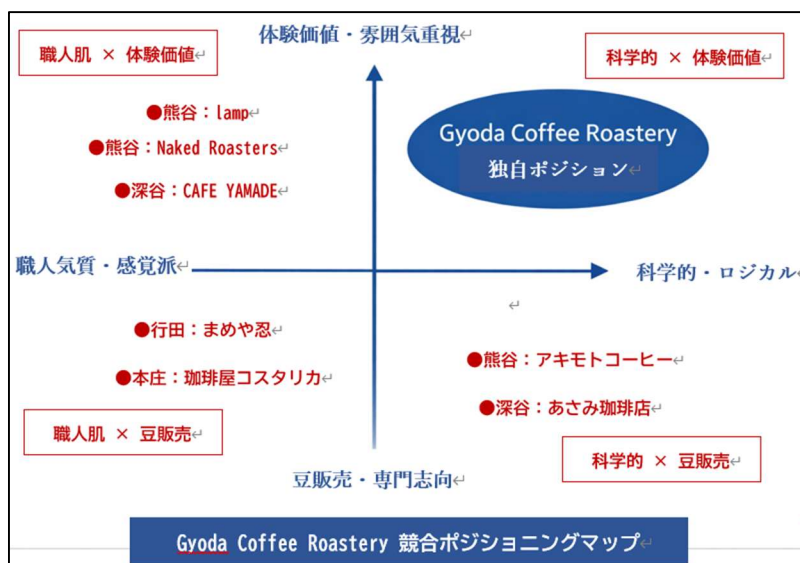 体験価値・雰囲気重視
職人肌 × 体験価値↵
科学的 × 体験価値↵
●熊谷：lamp↵
●熊谷：Naked Roasters↵
●深谷：CAFE YAMADE↵
Gyoda Coffee Roastery
独自ポジション↵
職人気質・感覚派↵
科学的・ロジカル↵
↵
●行田：まめや忍↵
●本庄：珈琲屋コスタリカ↵
●熊谷：アキモトコーヒー↵
●深谷：あさみ珈琲店↵
職人肌 × 豆販売↵
科学的 × 豆販売↵
豆販売・専門志向↵
Gyoda Coffee Roastery 競合ポジショニングマップ↵